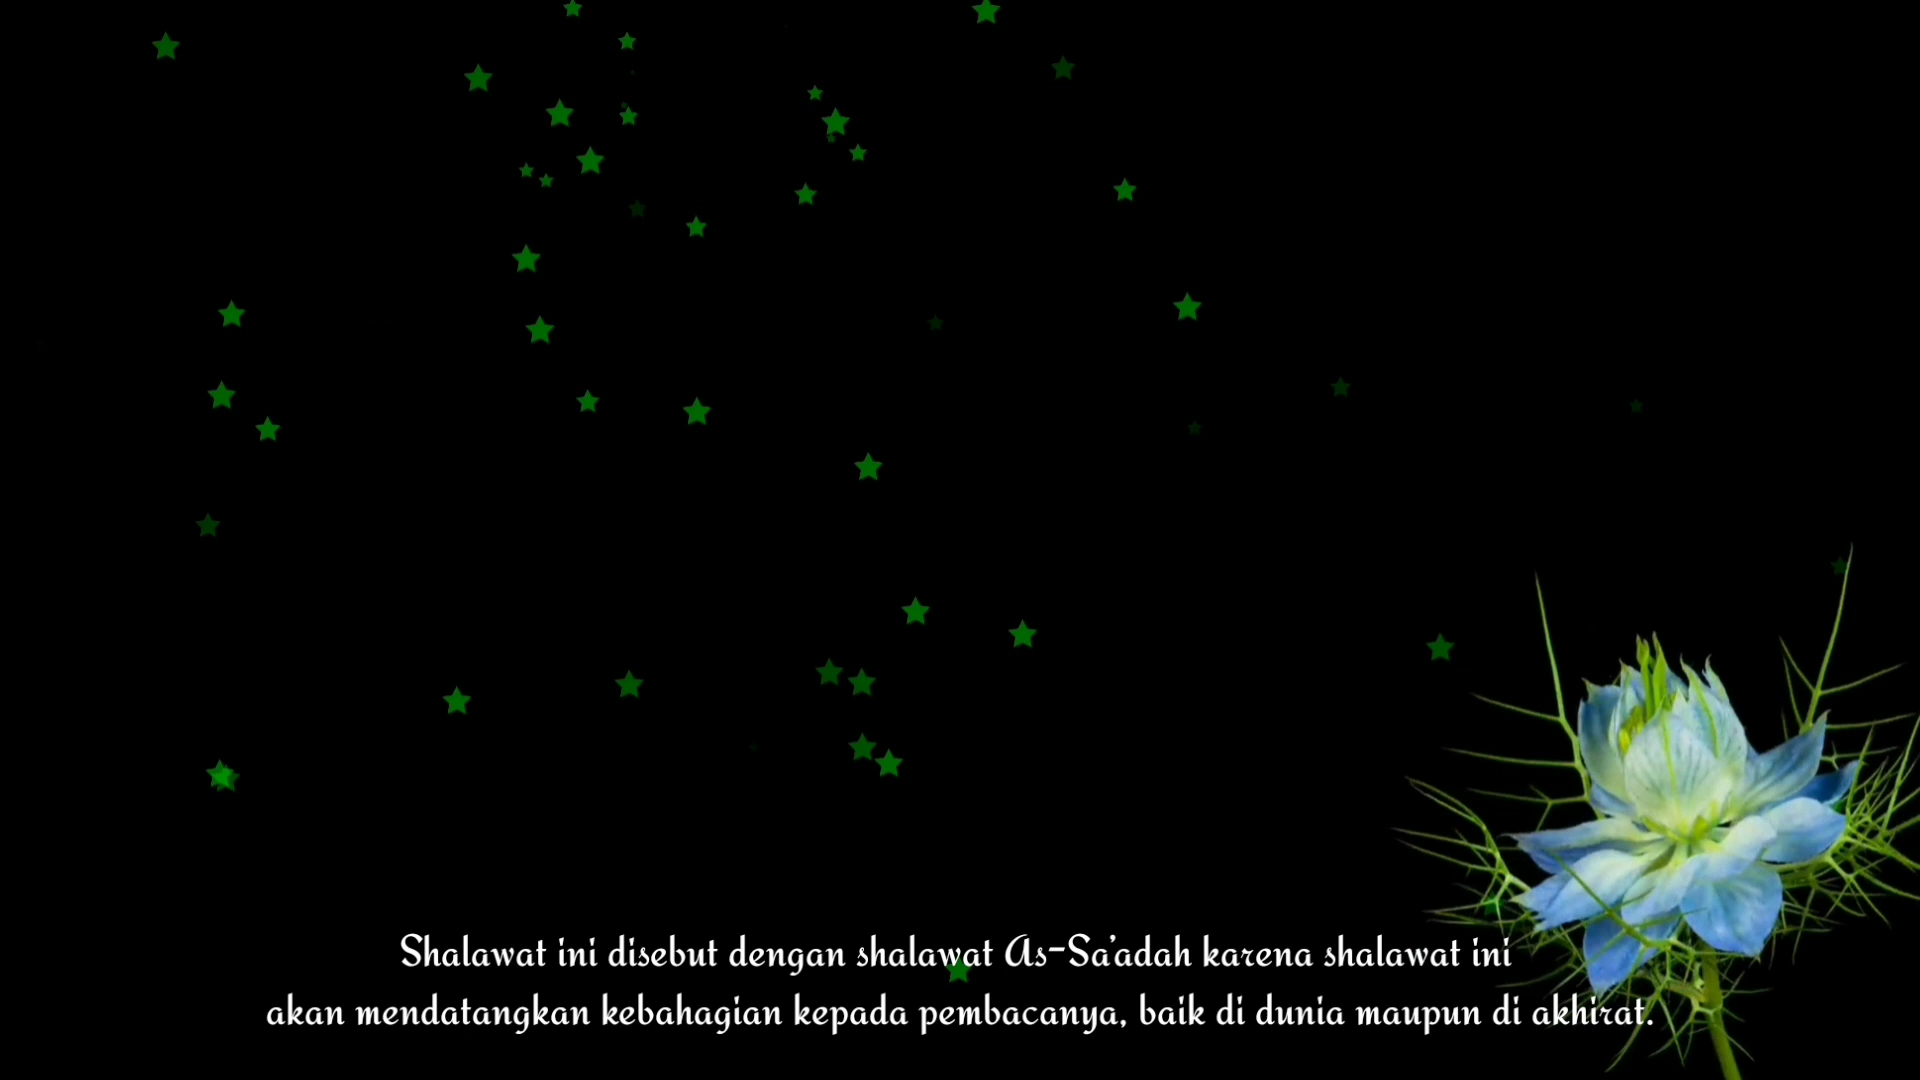 Shalawat ini disebut dengan shalawat As-Sa'adah karena shalawat ini
akan mendatangkan kebahagian kepada pembacanya, baik di dunia maupun di akhirat.